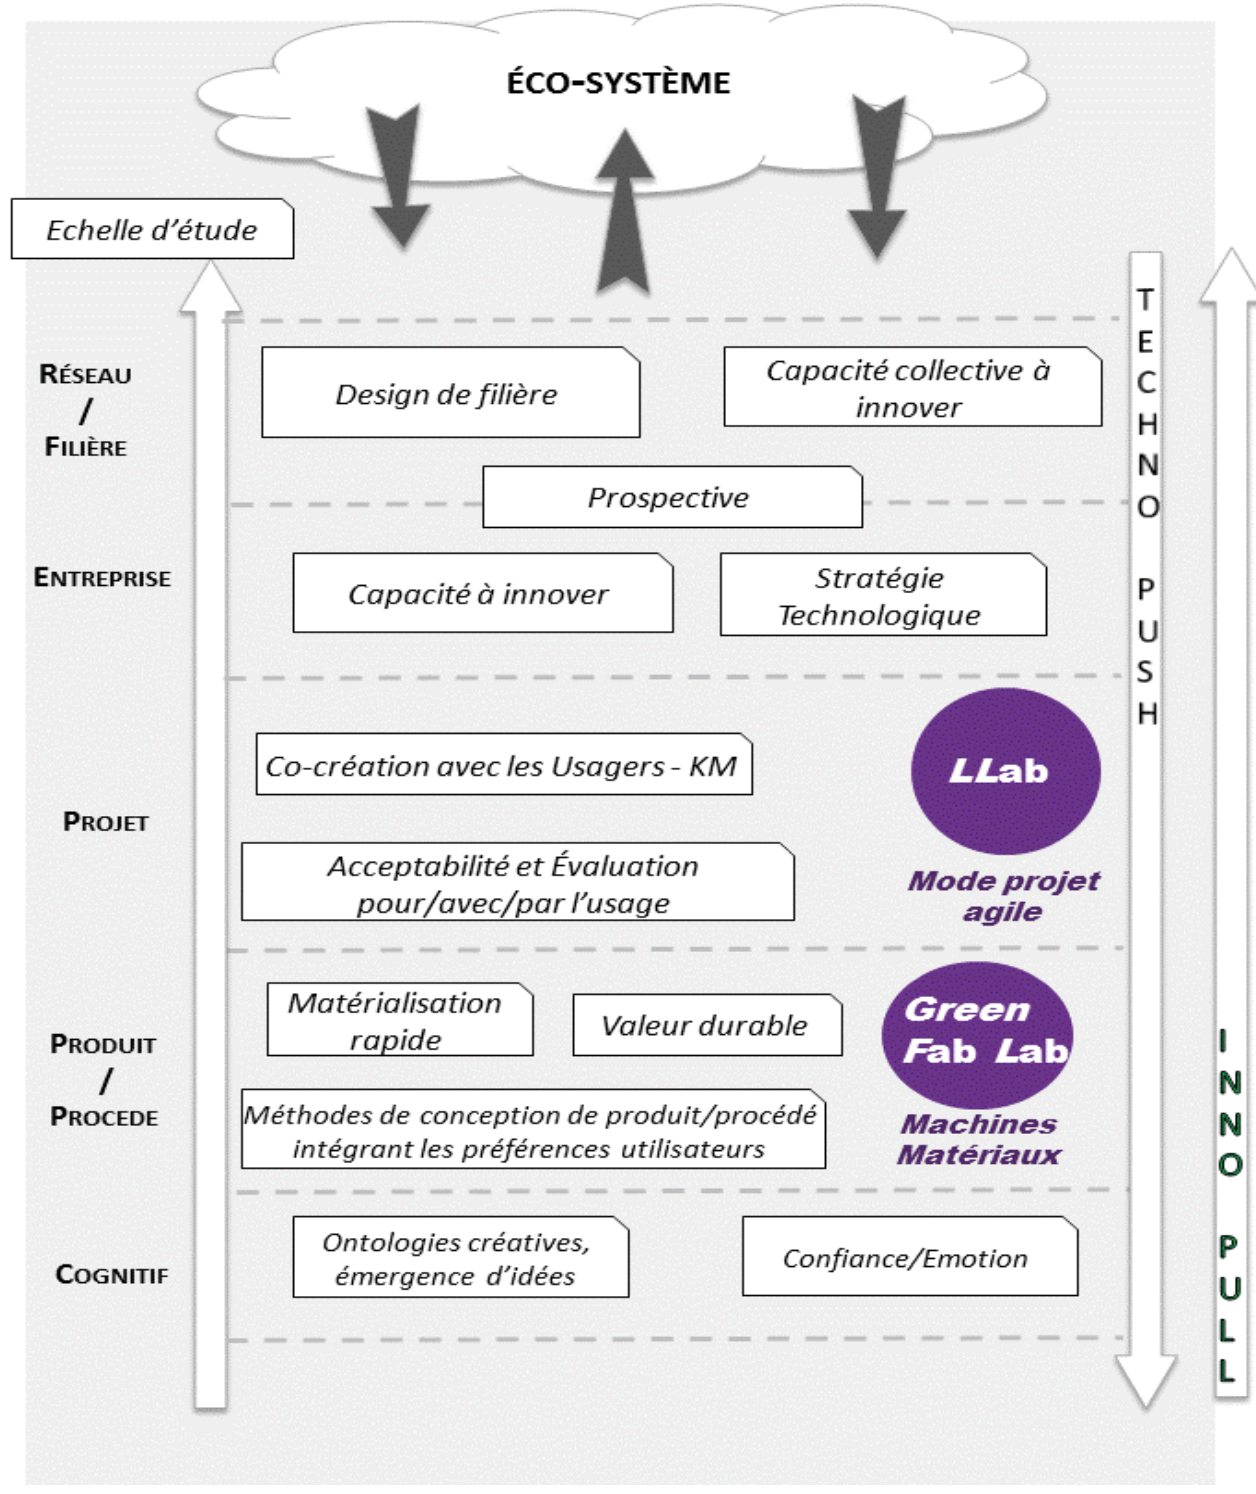 ÉCO-SYSTÈME
Echelle d'étude
RÉSEAU
/
FILIÈRE
Design de filière
Capacité collective à
innover
Prospective
ENTREPRISE
Capacité à innover
Stratégie
Technologique
PROJET
Co-création avec les Usagers - KM
Acceptabilité et Évaluation
pour/avec/par l'usage
LLab
Mode projet
agile
PRODUIT
/
PROCEDE
Matérialisation
rapide
Valeur durable
Méthodes de conception de produit/procédé
intégrant les préférences utilisateurs
Green
Fab Lab
Machines
Matériaux
COGNITIF
Ontologies créatives,
émergence d'idées
Confiance/Emotion
TECHNO PUSH
INNO PULL